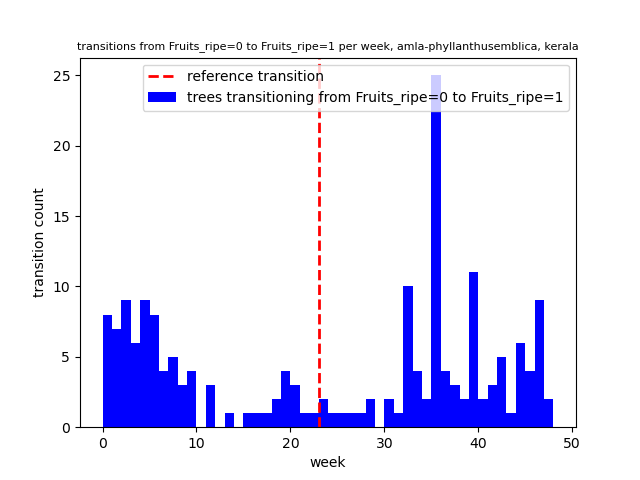 transitions from Fruits_ripe=0 to Fruits_ripe=1 per week, amla-phyllanthusemblica, kerala
reference transition
trees transitioning from Fruits_ripe=0 to Fruits_ripe=1
25
20
15
10
5
0
transition count
0 10 20 30 40 50
week